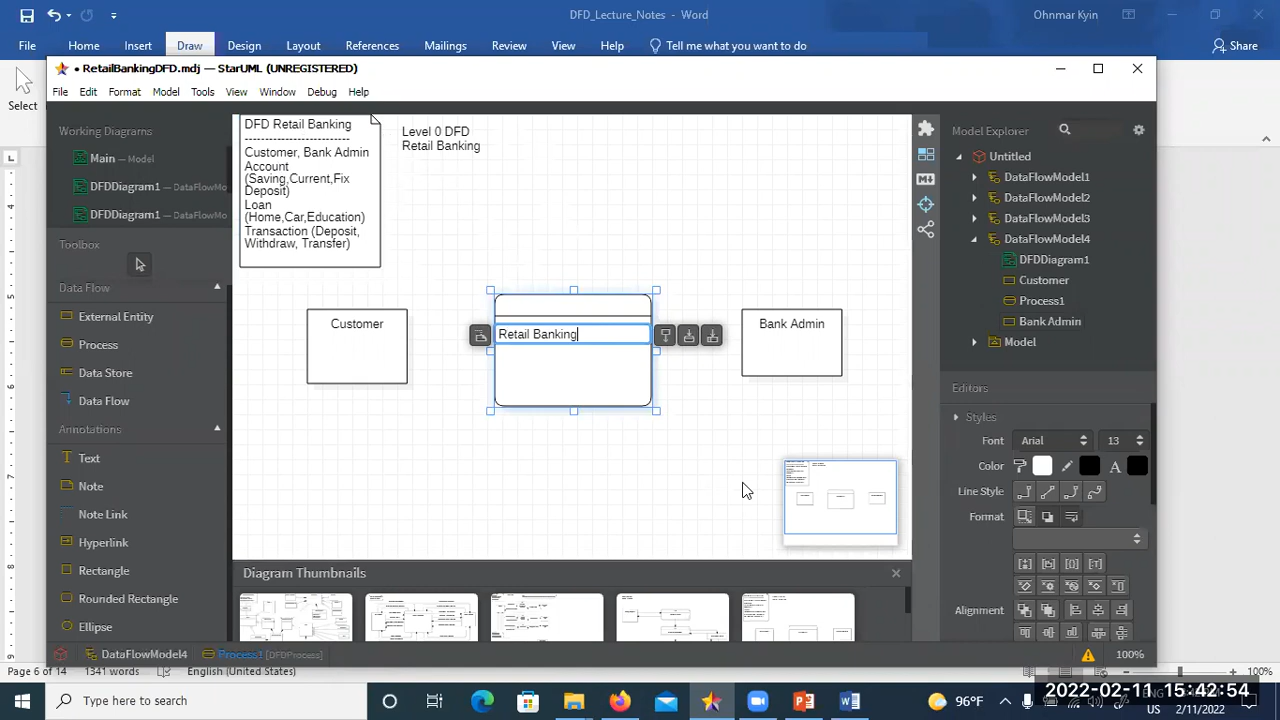 DFD_Lecture_Notes - Word
Ohnmar Kyin
File Home Insert Draw Design Layout References Mailings Review View Help Tell me what you want to do Share
Select
• RetailBankingDFD.mdj — StarUML (UNREGISTERED)
File Edit Format Model Tools View Window Debug Help
Working Diagrams
Main — Model
DFDDiagram1 — DataFlowMo
DFDDiagram1 — DataFlowMo
Toolbox
Data Flow
External Entity
Process
Data Store
Data Flow
Annotations
Text
Note
Note Link
Hyperlink
Rectangle
Rounded Rectangle
Ellipse
DFD Retail Banking
--------------------------
Customer, Bank Admin
Account
(Saving,Current,Fix
Deposit)
Loan
(Home,Car,Education)
Transaction (Deposit,
Withdraw, Transfer)
Level 0 DFD
Retail Banking
Customer
Retail Banking
Bank Admin
Diagram Thumbnails
Model Explorer
Untitled
DataFlowModel1
DataFlowModel2
DataFlowModel3
DataFlowModel4
DFDDiagram1
Customer
Process1
Bank Admin
Model
Editors
Styles
Font Arial 13
Color
Line Style
Format
Alignment
DataFlowModel4 Process1 [DFDProcess] 100%
Page 6 of 14 1341 words English (United States) 100%
Type here to search
96°F
2022-02-11 15:42:54
US 2/11/2022